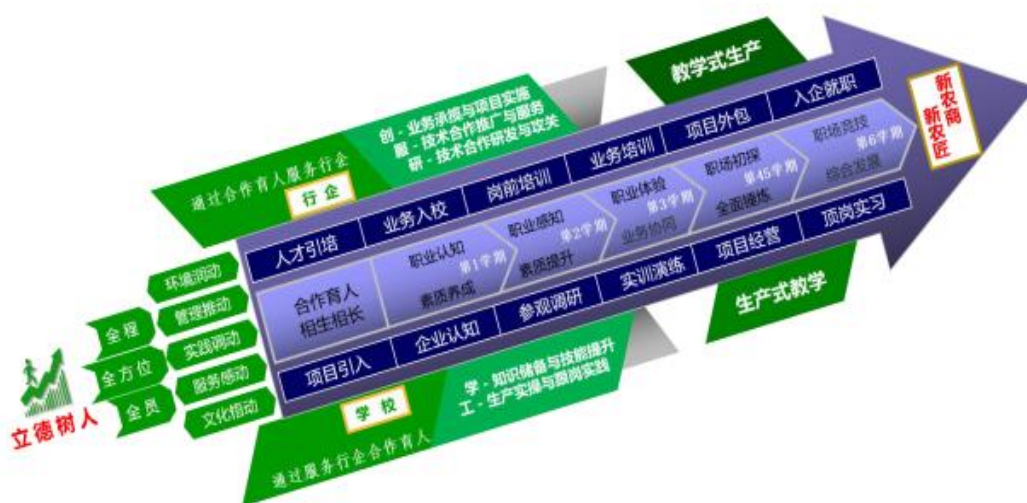 教学式生产
创 - 业务承揽与项目实施
服 - 技术合作推广与服务
研 - 技术合作研发与攻关
通过合作育人服务行企
行 企
人才引培
业务入校
岗前培训
业务培训
项目外包
入企就职
新农商
新农匠
职业认知
第1学期
素质养成
职业感知
第2学期
素质提升
职业体验
第3学期
业务协同
职场初探
第45学期
全面操练
职场竞技
第6学期
综合发展
合作育人
相生相长
环境润动
管理推动
实践调动
服务感动
文化悟动
全程
全方位
全员
立德树人
项目引入
企业认知
参观调研
实训演练
项目经营
顶岗实习
学 校
学 - 知识储备与技能提升
工 - 生产实操与跟岗实践
通过服务行企合作育人
生产式教学